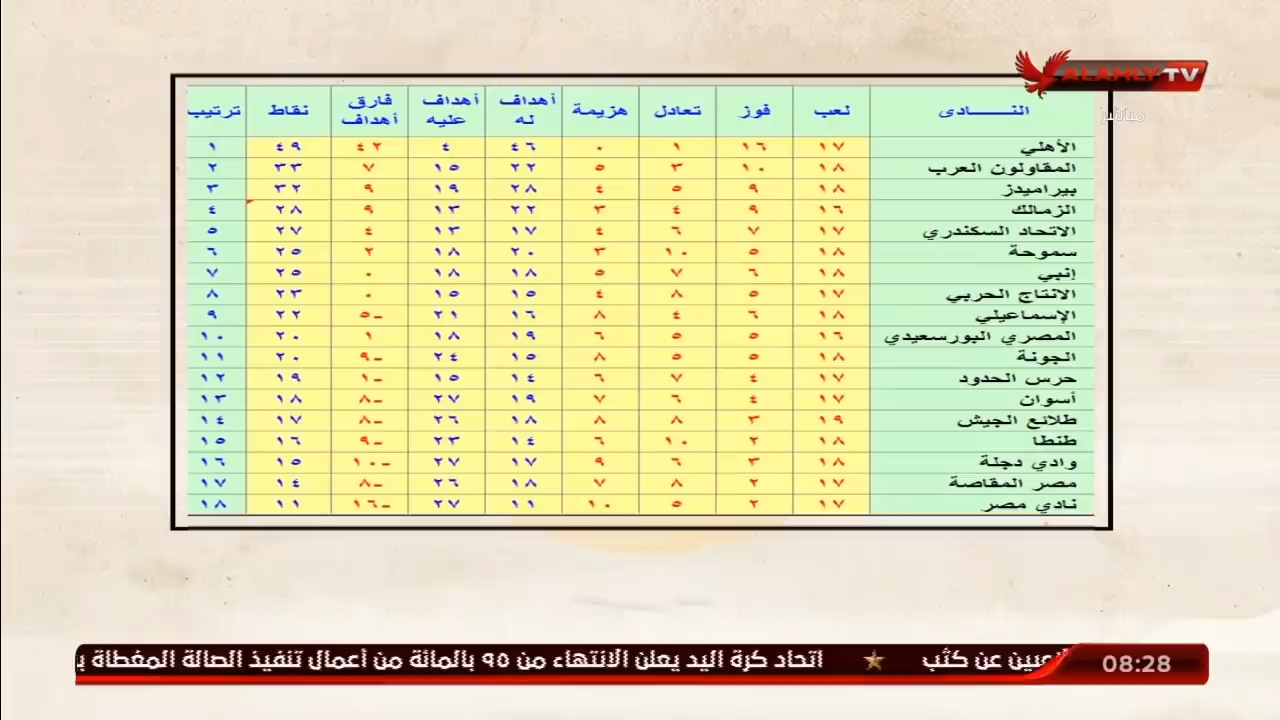 ALAHLY TV
مباشر
النـــــادى لعب فوز تعادل هزيمة أهداف له أهداف عليه فارق أهداف نقاط ترتيب
الأهلي ١٧ ١٦ ١ ٠ ٤٦ ٤ ٤٢ ٤٩ ١
المقاولون العرب ١٨ ١٠ ٣ ٥ ٢٢ ١٥ ٧ ٣٣ ٢
بيراميدز ١٨ ٩ ٥ ٤ ٢٨ ١٩ ٩ ٣٢ ٣
الزمالك ١٦ ٩ ٤ ٣ ٢٢ ١٣ ٩ ٢٨ ٤
الاتحاد السكندري ١٧ ٧ ٦ ٤ ١٧ ١٣ ٤ ٢٧ ٥
سموحة ١٨ ٥ ١٠ ٣ ٢٠ ١٨ ٢ ٢٥ ٦
إنبي ١٨ ٦ ٧ ٥ ١٨ ١٨ ٠ ٢٥ ٧
الانتاج الحربي ١٧ ٥ ٨ ٤ ١٥ ١٥ ٠ ٢٣ ٨
الإسماعيلي ١٨ ٦ ٤ ٨ ١٦ ٢١ -٥ ٢٢ ٩
المصري البورسعيدي ١٦ ٥ ٥ ٦ ١٩ ١٨ ١ ٢٠ ١٠
الجونة ١٨ ٥ ٥ ٨ ١٥ ٢٤ -٩ ٢٠ ١١
حرس الحدود ١٧ ٤ ٧ ٦ ١٤ ١٥ -١ ١٩ ١٢
أسوان ١٧ ٤ ٦ ٧ ١٩ ٢٧ -٨ ١٨ ١٣
طلائع الجيش ١٩ ٣ ٨ ٨ ١٨ ٢٦ -٨ ١٧ ١٤
طنطا ١٨ ٢ ١٠ ٦ ١٤ ٢٣ -٩ ١٦ ١٥
وادي دجلة ١٨ ٣ ٦ ٩ ١٧ ٢٧ -١٠ ١٥ ١٦
مصر المقاصة ١٧ ٢ ٨ ٧ ١٨ ٢٦ -٨ ١٤ ١٧
نادي مصر ١٧ ٢ ٥ ١٠ ١١ ٢٧ -١٦ ١١ ١٨
08:28 عن كثب اتحاد كرة اليد يعلن الانتهاء من ٩٥ بالمائة من أعمال تنفيذ الصالة المغطاة